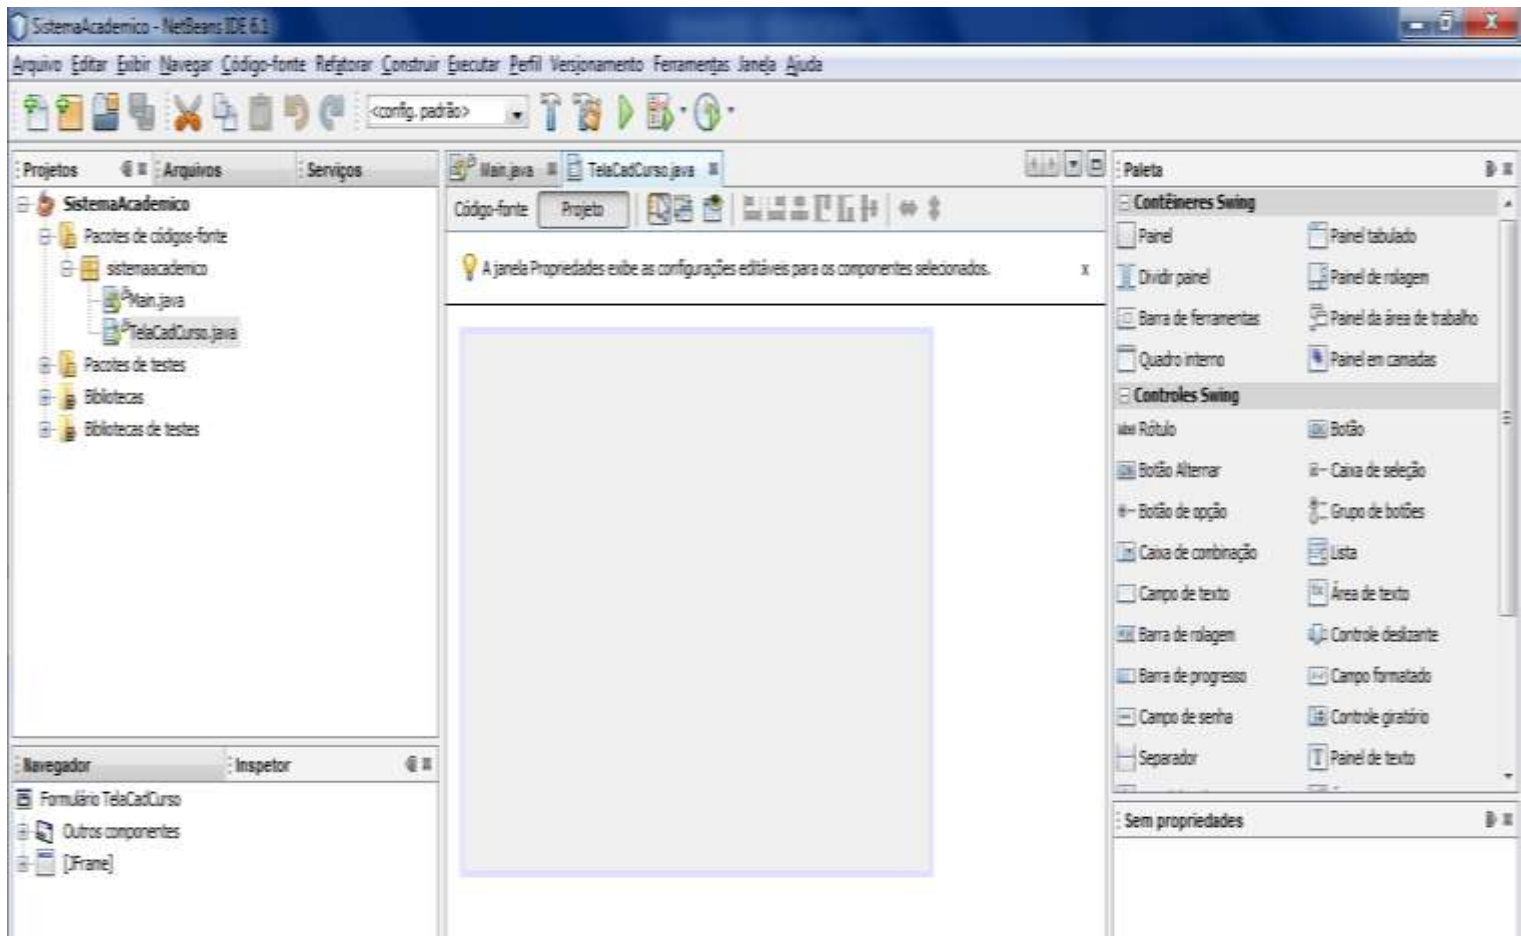 SistemaAcademico - NetBeans IDE 6.1
Arquivo Editar Exibir Navegar Código-fonte Refatorar Construir Executar Perfil Versionamento Ferramentas Janela Ajuda
<config. padrão>
Projetos Arquivos Serviços
SistemaAcademico
Pacotes de códigos-fonte
sistemaacademico
Main.java
TelaCadCurso.java
Pacotes de testes
Bibliotecas
Bibliotecas de testes
Navegador Inspetor
Formulário TelaCadCurso
Outros componentes
[JFrame]
Main.java TelaCadCurso.java
Código-fonte Projeto
A janela Propriedades exibe as configurações editáveis para os componentes selecionados. x
Paleta
Contêineres Swing
Painel Painel tabulado
Dividir painel Painel de rolagem
Barra de ferramentas Painel da área de trabalho
Quadro interno Painel em camadas
Controles Swing
Rótulo Botão
Botão Alternar Caixa de seleção
Botão de opção Grupo de botões
Caixa de combinação Lista
Campo de texto Área de texto
Barra de rolagem Controle deslizante
Barra de progresso Campo formatado
Campo de senha Controle giratório
Separador Painel de texto
Sem propriedades